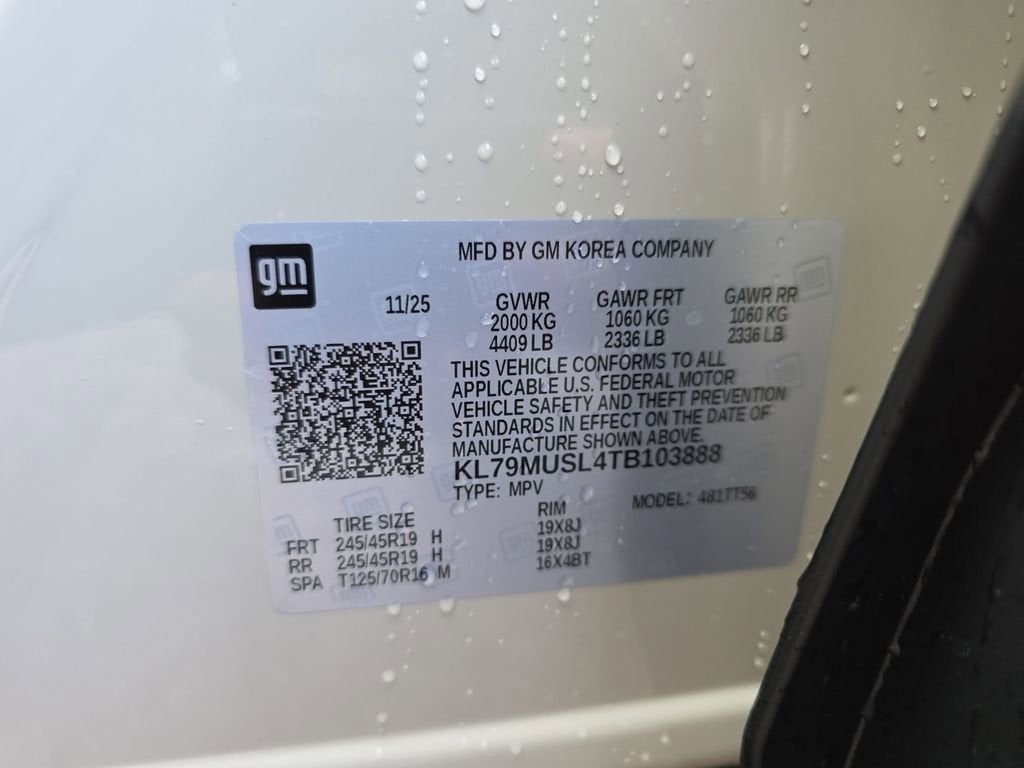 gm
MFD BY GM KOREA COMPANY
11/25
GVWR GAWR FRT GAWR RR
2000 KG 1060 KG 1060 KG
4409 LB 2336 LB 2336 LB
THIS VEHICLE CONFORMS TO ALL
APPLICABLE U.S. FEDERAL MOTOR
VEHICLE SAFETY AND THEFT PREVENTION
STANDARDS IN EFFECT ON THE DATE OF
MANUFACTURE SHOWN ABOVE.
KL79MUSL4TB103888
TYPE: MPV MODEL: 481TT56
TIRE SIZE RIM
FRT 245/45R19 H 19X8J
RR 245/45R19 H 19X8J
SPA T125/70R16 M 16X4BT